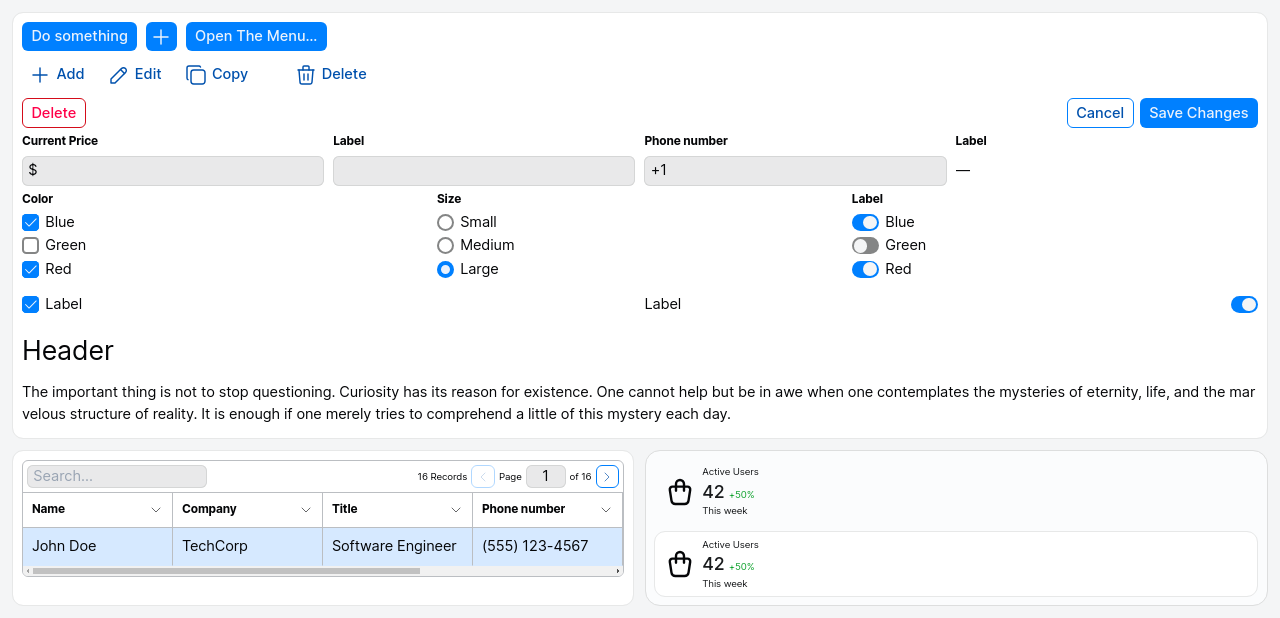 Do something Open The Menu...
Add Edit Copy Delete
Delete Cancel Save Changes
Current Price Label Phone number Label
$ +1 —
Color Size Label
Blue Small Blue
Green Medium Green
Red Large Red
Label Label
Header
The important thing is not to stop questioning. Curiosity has its reason for existence. One cannot help but be in awe when one contemplates the mysteries of eternity, life, and the mar
velous structure of reality. It is enough if one merely tries to comprehend a little of this mystery each day.
Search... 16 Records Page 1 of 16
Name Company Title Phone number
John Doe TechCorp Software Engineer (555) 123-4567
Active Users
42 +50%
This week
Active Users
42 +50%
This week